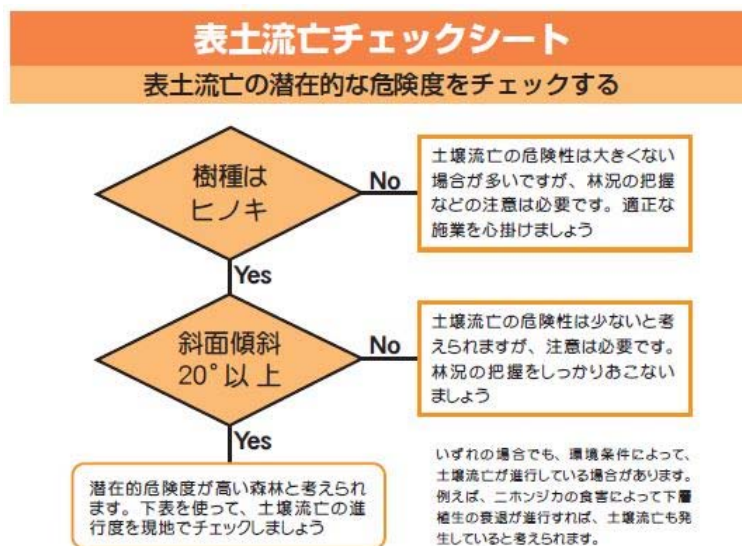 表土流亡チェックシート
表土流亡の潜在的な危険度をチェックする
樹種は
ヒノキ
No
土壌流亡の危険性は大きくない
場合が多いですが、林況の把握
などの注意は必要です。適正な
施業を心掛けましょう
Yes
斜面傾斜
20°以上
No
土壌流亡の危険性は少ないと考
えられますが、注意は必要です。
林況の把握をしっかりおこない
ましょう
Yes
潜在的危険度が高い森林と考えられ
ます。下表を使って、土壌流亡の進
行度を現地でチェックしましょう
いずれの場合でも、環境条件によって、
土壌流亡が進行している場合があります。
例えば、ニホンジカの食害によって下層
植生の衰退が進行すれば、土壌流亡も発
生していると考えられます。